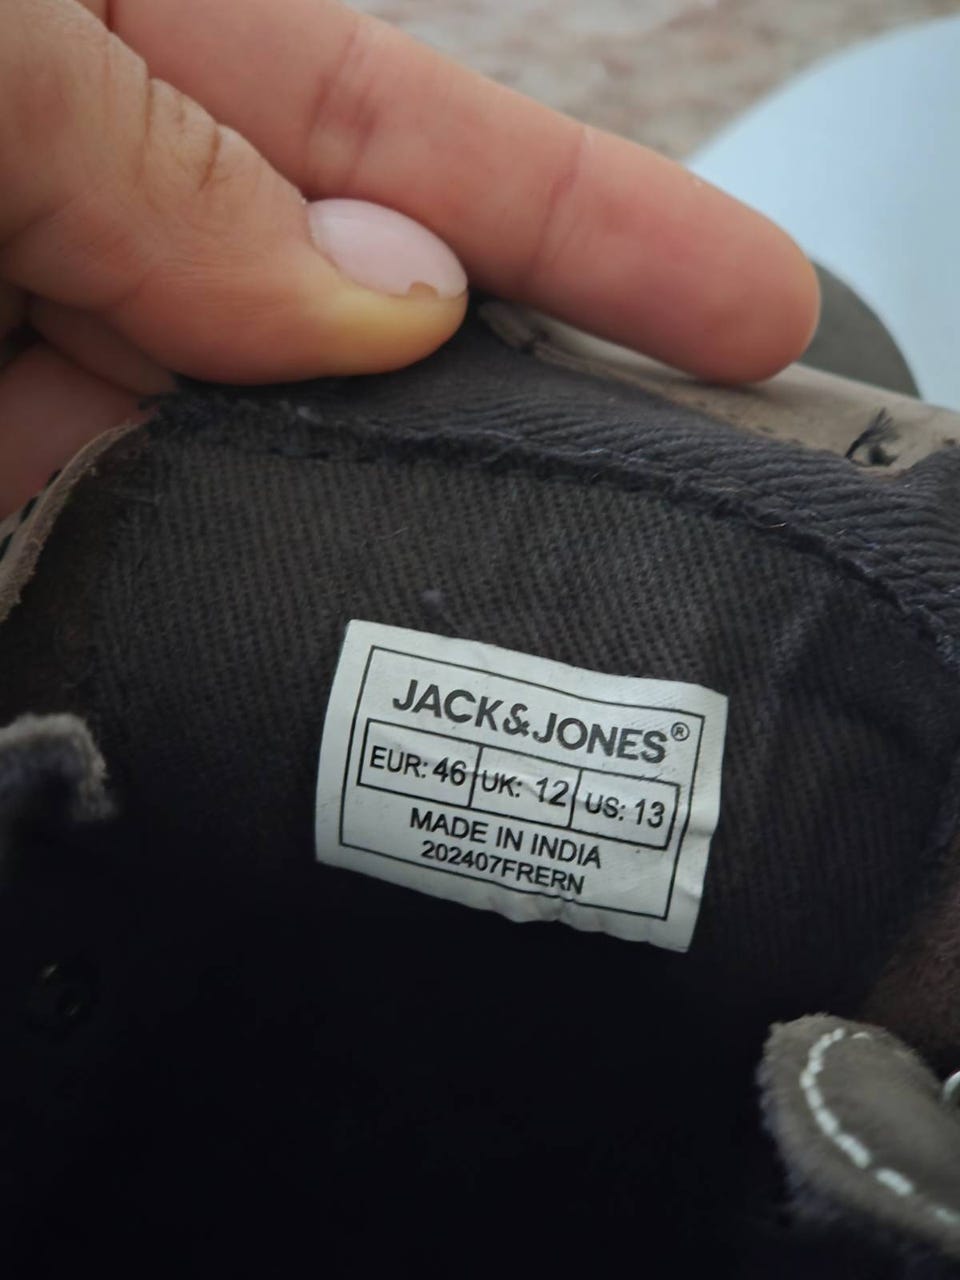 JACK&JONES®
EUR: 46 UK: 12 US: 13
MADE IN INDIA
202407FRERN